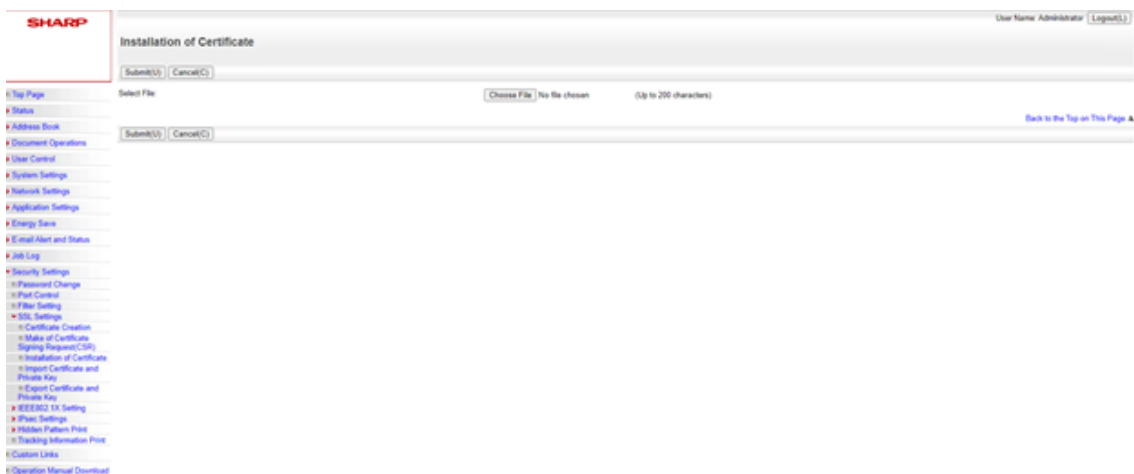 SHARP
User Name: Administrator Logout(L)
Installation of Certificate
Submit(U) Cancel(C)
Select File: Choose File No file chosen (Up to 200 characters)
Back to the Top on This Page
Submit(U) Cancel(C)
Top Page
Status
Address Book
Document Operations
User Control
System Settings
Network Settings
Application Settings
Energy Save
E-mail Alert and Status
Job Log
Security Settings
Password Change
Port Control
Filter Setting
SSL Settings
Certificate Creation
Make of Certificate
Signing Request(CSR)
Installation of Certificate
Import Certificate and
Private Key
Export Certificate and
Private Key
IEEE802.1X Setting
IPsec Settings
Hidden Pattern Print
Tracking Information Print
Custom Links
Operation Manual Download